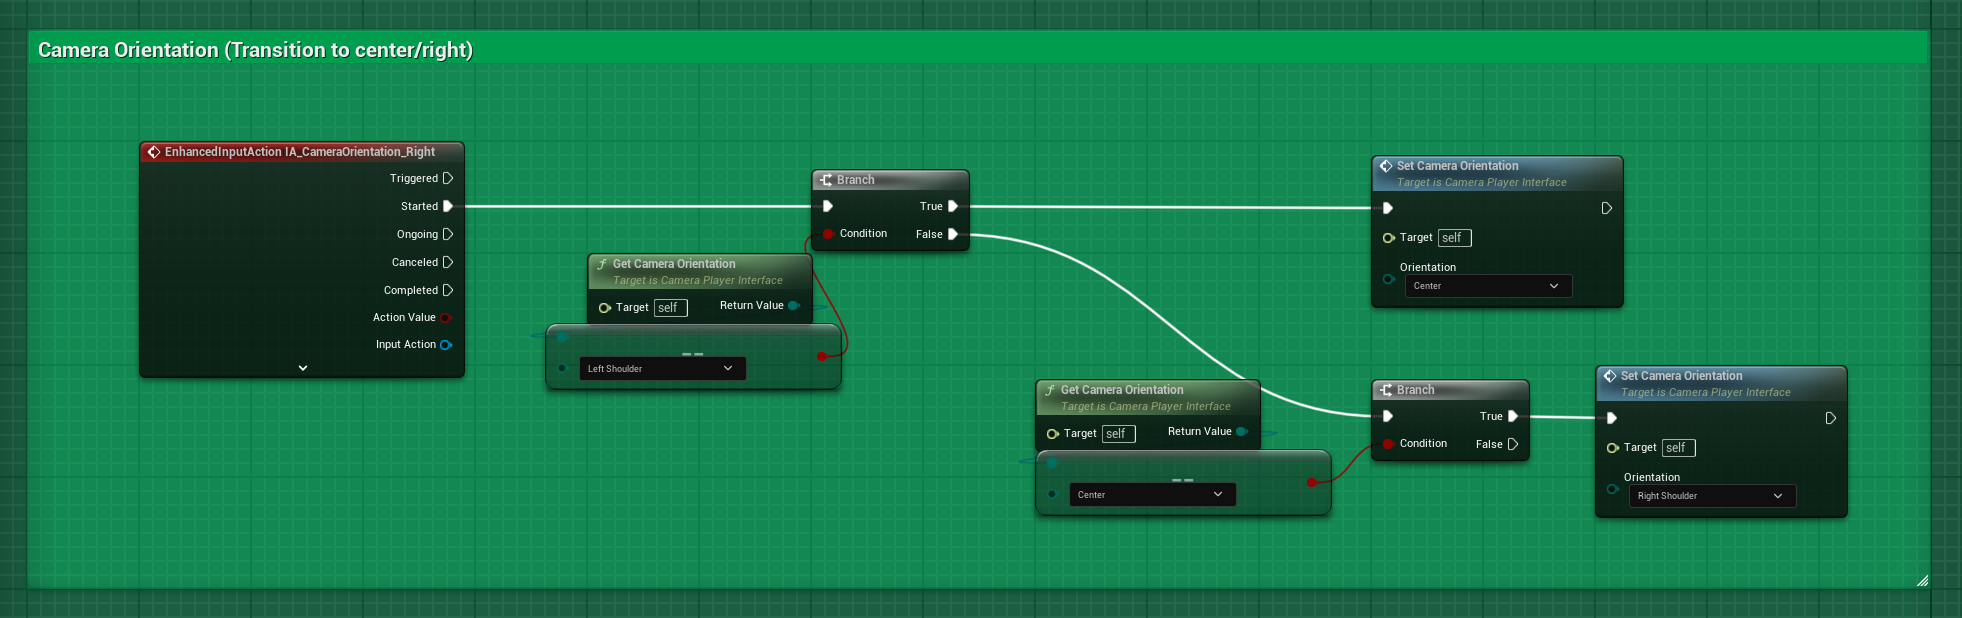 Camera Orientation (Transition to center/right)
EnhancedInputAction IA_CameraOrientation_Right
Triggered
Started
Ongoing
Canceled
Completed
Action Value
Input Action
Branch
True
Condition
False
Get Camera Orientation
Target is Camera Player Interface
Target self
Return Value
==
Left Shoulder
Set Camera Orientation
Target is Camera Player Interface
Target self
Orientation
Center
Get Camera Orientation
Target is Camera Player Interface
Target self
Return Value
==
Center
Branch
True
Condition
False
Set Camera Orientation
Target is Camera Player Interface
Target self
Orientation
Right Shoulder